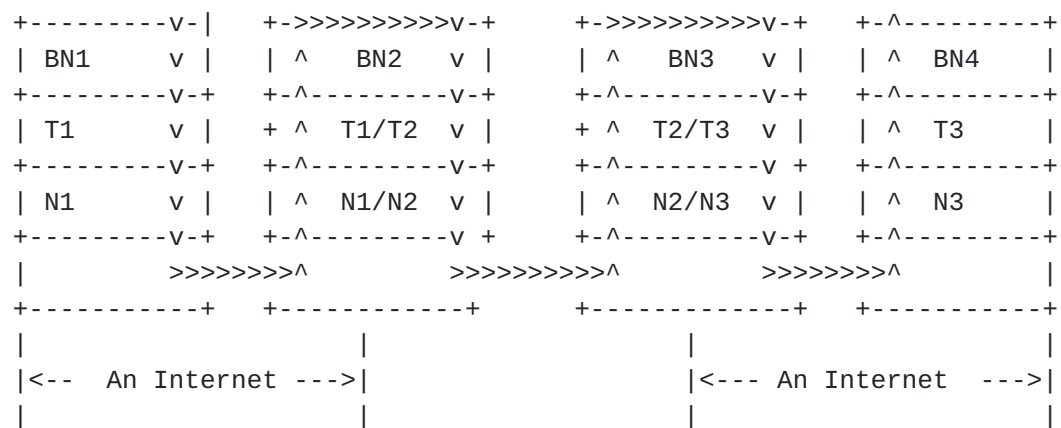 +---------v-|   +->>>>>>>>>>v-+     +->>>>>>>>>>v-+   +-^---------+
| BN1     v |   | ^   BN2   v |     | ^   BN3   v |   | ^  BN4    |
+---------v-+   +-^---------v-+     +-^---------v-+   +-^---------+
| T1      v |   + ^  T1/T2  v |     + ^  T2/T3  v |   | ^  T3     |
+---------v-+   +-^---------v-+     +-^---------v +   +-^---------+
| N1      v |   | ^  N1/N2  v |     | ^  N2/N3  v |   | ^  N3     |
+---------v-+   +-^---------v +     +-^---------v-+   +-^---------+
|         >>>>>>>>^         >>>>>>>>>>^         >>>>>>>>^         |
+-----------+   +------------+      +-------------+   +-----------+
|                     |                    |                      |
|<--  An Internet --->|                    |<--- An Internet  --->|
|                     |                    |                      |